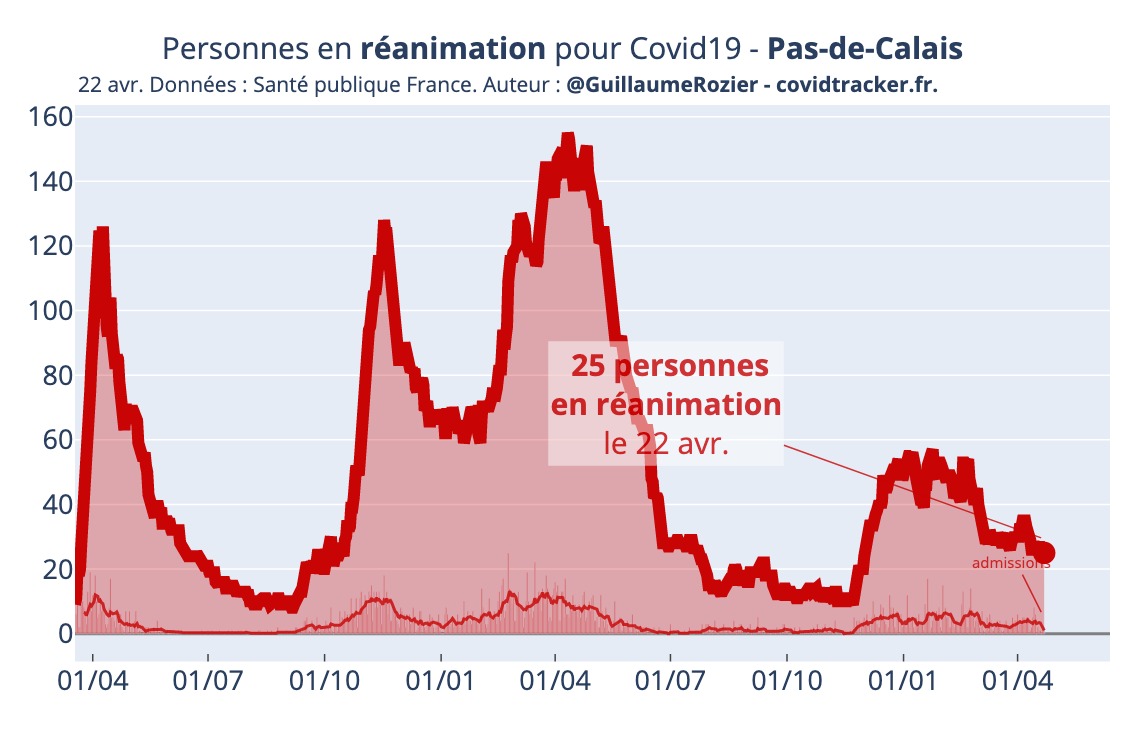 Personnes en réanimation pour Covid19 - Pas-de-Calais
22 avr. Données : Santé publique France. Auteur : @GuillaumeRozier - covidtracker.fr.
160
140
120
100
80
60
40
20
0
25 personnes
en réanimation
le 22 avr.
admissions
01/04 01/07 01/10 01/01 01/04 01/07 01/10 01/01 01/04